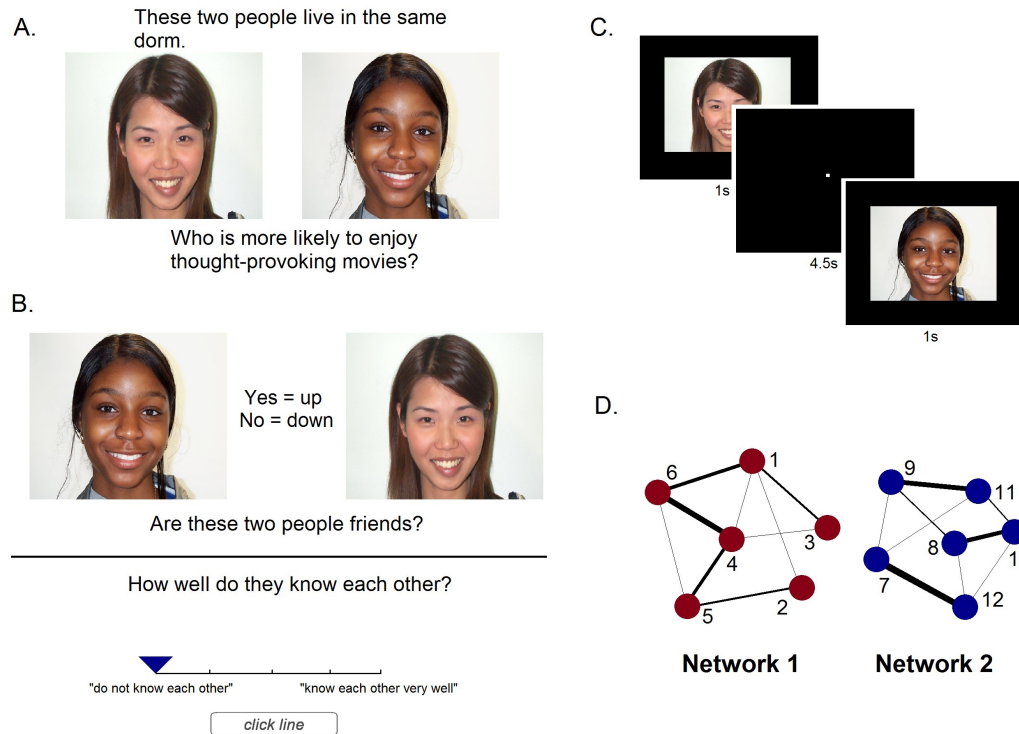 A.
These two people live in the same
dorm.
Who is more likely to enjoy
thought-provoking movies?
B.
Yes = up
No = down
Are these two people friends?
How well do they know each other?
"do not know each other"
"know each other very well"
click line
C.
1s
4.5s
1s
D.
1
6
3
4
2
5
Network 1
9
11
8
1
7
12
Network 2